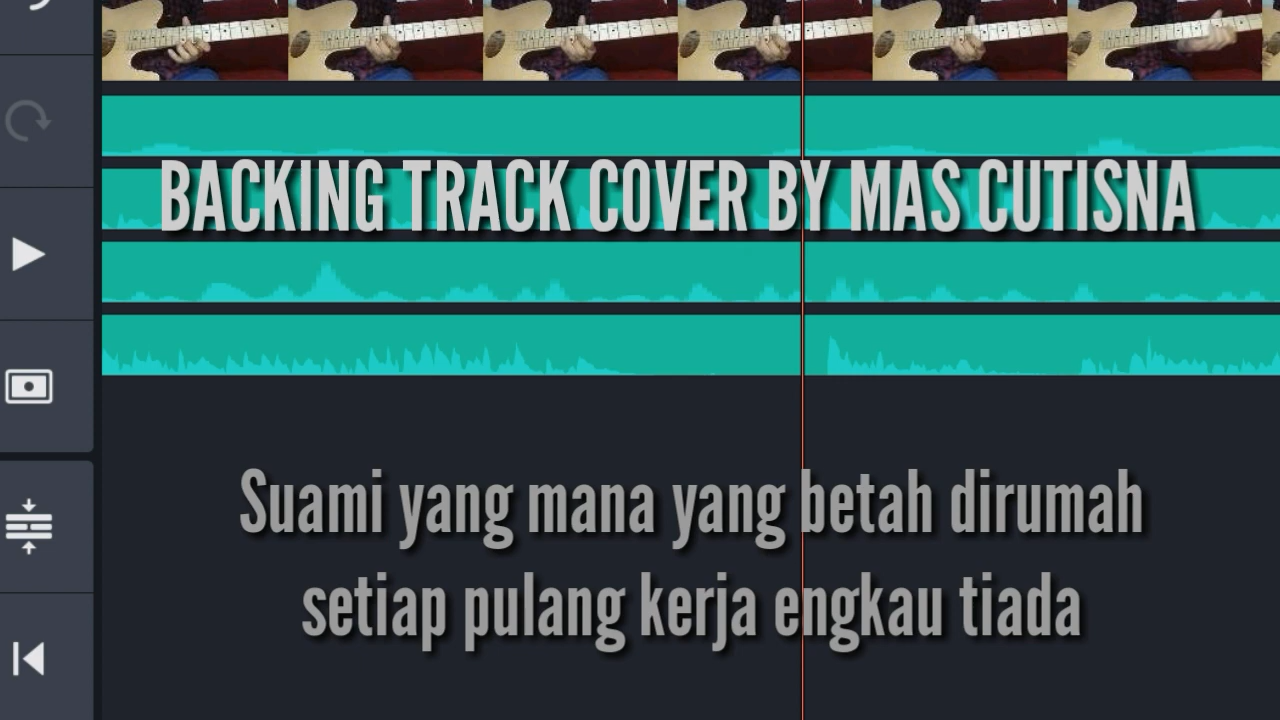 BACKING TRACK COVER BY MAS CUTISNA
Suami yang mana yang betah dirumah
setiap pulang kerja engkau tiada